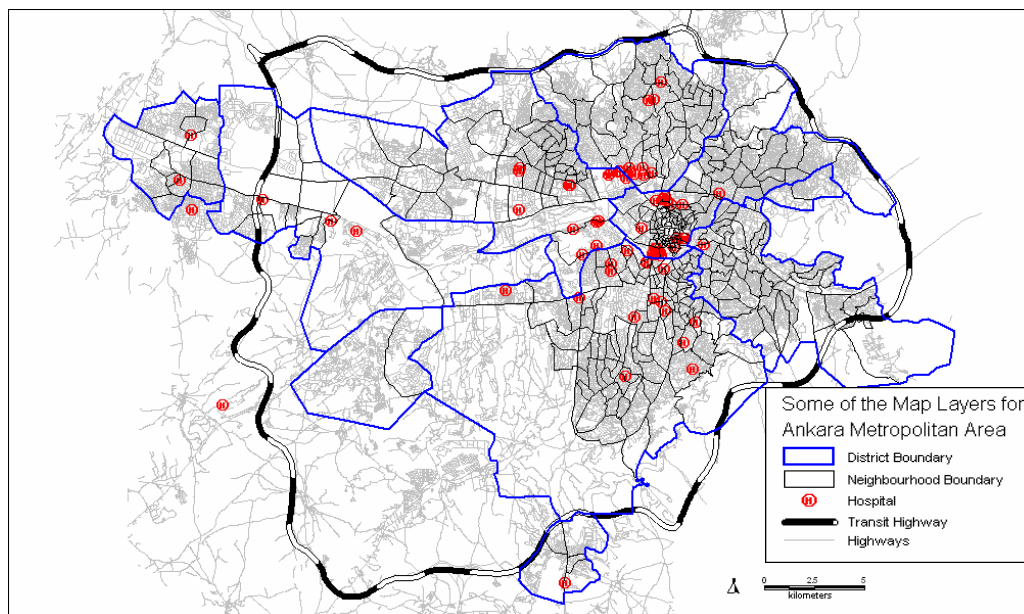 Some of the Map Layers for
Ankara Metropolitan Area
District Boundary
Neighbourhood Boundary
H Hospital
Transit Highway
Highways
0 2.5 5
kilometers